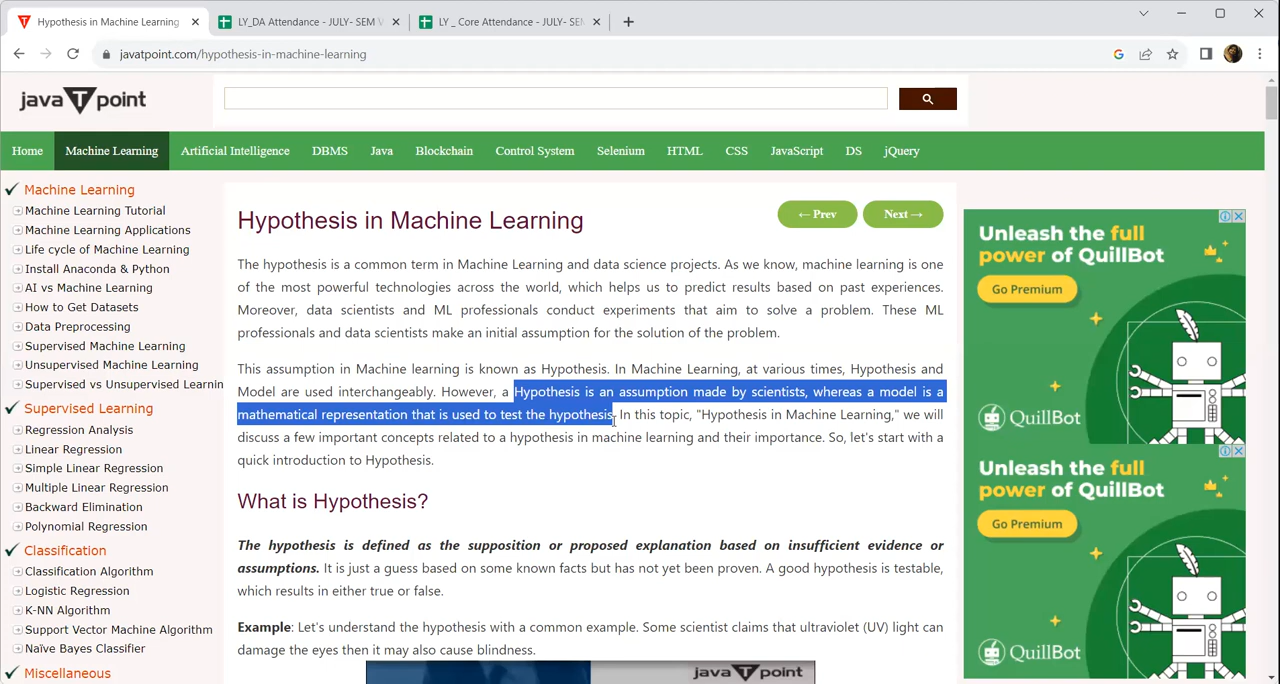 Hypothesis in Machine Learning
LY_DA Attendance - JULY- SEM V
LY _ Core Attendance - JULY- SEM
javatpoint.com/hypothesis-in-machine-learning
javaTpoint
Home Machine Learning Artificial Intelligence DBMS Java Blockchain Control System Selenium HTML CSS JavaScript DS jQuery
Machine Learning
Machine Learning Tutorial
Machine Learning Applications
Life cycle of Machine Learning
Install Anaconda & Python
AI vs Machine Learning
How to Get Datasets
Data Preprocessing
Supervised Machine Learning
Unsupervised Machine Learning
Supervised vs Unsupervised Learnin
Supervised Learning
Regression Analysis
Linear Regression
Simple Linear Regression
Multiple Linear Regression
Backward Elimination
Polynomial Regression
Classification
Classification Algorithm
Logistic Regression
K-NN Algorithm
Support Vector Machine Algorithm
Naïve Bayes Classifier
Miscellaneous
Hypothesis in Machine Learning
← Prev
Next →
The hypothesis is a common term in Machine Learning and data science projects. As we know, machine learning is one
of the most powerful technologies across the world, which helps us to predict results based on past experiences.
Moreover, data scientists and ML professionals conduct experiments that aim to solve a problem. These ML
professionals and data scientists make an initial assumption for the solution of the problem.
This assumption in Machine learning is known as Hypothesis. In Machine Learning, at various times, Hypothesis and
Model are used interchangeably. However, a Hypothesis is an assumption made by scientists, whereas a model is a
mathematical representation that is used to test the hypothesis. In this topic, "Hypothesis in Machine Learning," we will
discuss a few important concepts related to a hypothesis in machine learning and their importance. So, let's start with a
quick introduction to Hypothesis.
What is Hypothesis?
The hypothesis is defined as the supposition or proposed explanation based on insufficient evidence or
assumptions. It is just a guess based on some known facts but has not yet been proven. A good hypothesis is testable,
which results in either true or false.
Example: Let's understand the hypothesis with a common example. Some scientist claims that ultraviolet (UV) light can
damage the eyes then it may also cause blindness.
javaTpoint
Unleash the full
power of QuillBot
Go Premium
QuillBot
Unleash the full
power of QuillBot
Go Premium
QuillBot